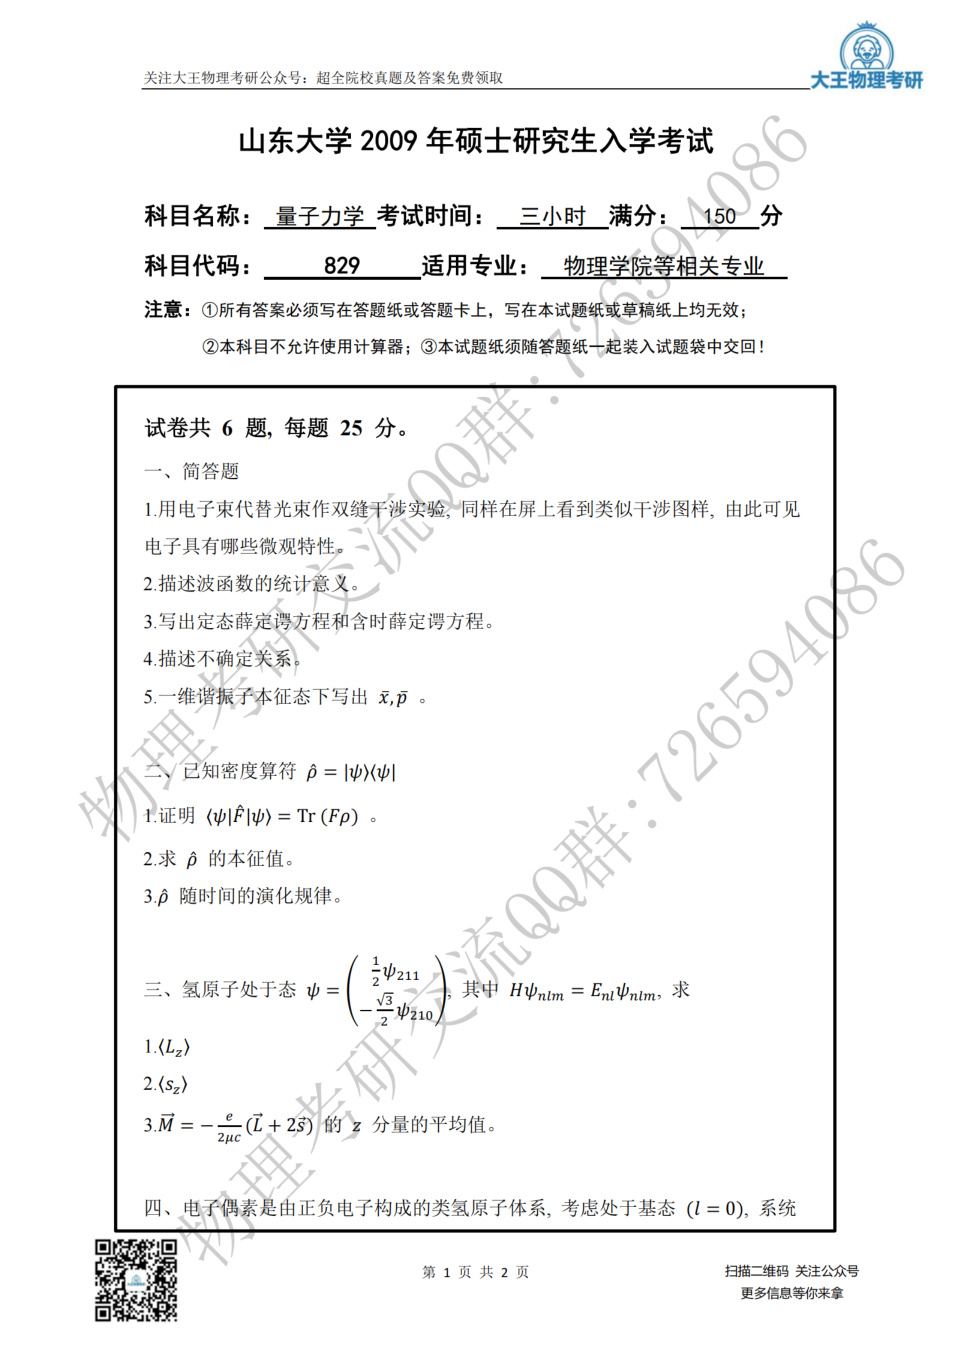 关注大王物理考研公众号：超全院校真题及答案免费领取
大王物理考研
山东大学 2009 年硕士研究生入学考试
科目名称： 量子力学 考试时间： 三小时 满分： 150 分
科目代码： 829 适用专业： 物理学院等相关专业
注意：①所有答案必须写在答题纸或答题卡上，写在本试题纸或草稿纸上均无效；
②本科目不允许使用计算器；③本试题纸须随答题纸一起装入试题袋中交回！
试卷共 6 题, 每题 25 分。
一、简答题
1.用电子束代替光束作双缝干涉实验, 同样在屏上看到类似干涉图样, 由此可见
电子具有哪些微观特性。
2.描述波函数的统计意义。
3.写出定态薛定谔方程和含时薛定谔方程。
4.描述不确定关系。
5.一维谐振子本征态下写出 x̄, p̄ 。
二、已知密度算符 ρ̂ = |ψ⟩⟨ψ|
1.证明 ⟨ψ|F̂|ψ⟩ = Tr (Fρ) 。
2.求 ρ̂ 的本征值。
3.ρ̂ 随时间的演化规律。
三、氢原子处于态 ψ = ( 1/2 ψ₂₁₁ ; −√3/2 ψ₂₁₀ ), 其中 Hψₙₗₘ = Eₙₗψₙₗₘ, 求
1.⟨L_z⟩
2.⟨s_z⟩
3.M⃗ = − e/2μc (L⃗ + 2s⃗) 的 z 分量的平均值。
四、电子偶素是由正负电子构成的类氢原子体系, 考虑处于基态 (l = 0), 系统
第 1 页 共 2 页
扫描二维码 关注公众号
更多信息等你来拿
物理考研交流QQ群：726594086
物理考研交流QQ群：726594086